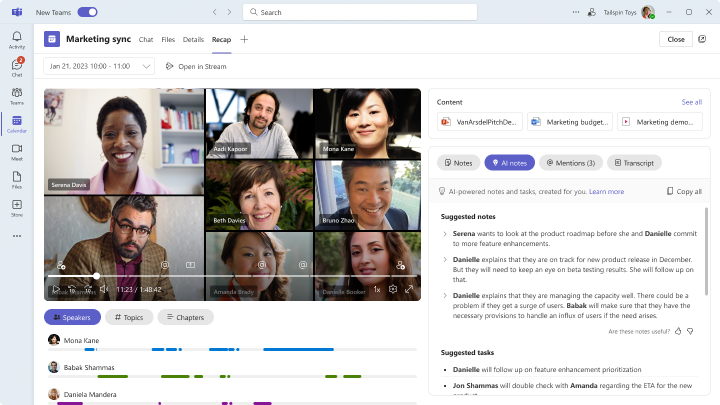 New Teams
Search
Tailspin Toys
Activity
Chat
2
Teams
Calendar
Meet
Files
Store
Marketing sync
Chat
Files
Details
Recap
Close
Jan 21, 2023 10:00 - 11:00
Open in Stream
Serena Davis
Aadi Kapoor
Mona Kane
Beth Davies
Bruno Zhao
Babak Shammas
Amanda Brady
Danielle Booker
11:23 / 1:48:42
1x
Speakers
Topics
Chapters
Mona Kane
Babak Shammas
Daniela Mandera
Content
See all
VanArsdelPitchDe...
Marketing budget...
Marketing demo...
Notes
AI notes
Mentions (3)
Transcript
AI-powered notes and tasks, created for you. Learn more
Copy all
Suggested notes
Serena wants to look at the product roadmap before she and Danielle commit
to more feature enhancements.
Danielle explains that they are on track for new product release in December.
But they will need to keep an eye on beta testing results. She will follow up on
that.
Danielle explains that they are managing the capacity well. There could be a
problem if they get a surge of users. Babak will make sure that they have the
necessary provisions to handle an influx of users if the need arises.
Are these notes useful?
Suggested tasks
Danielle will follow up on feature enhancement prioritization
Jon Shammas will double check with Amanda regarding the ETA for the new